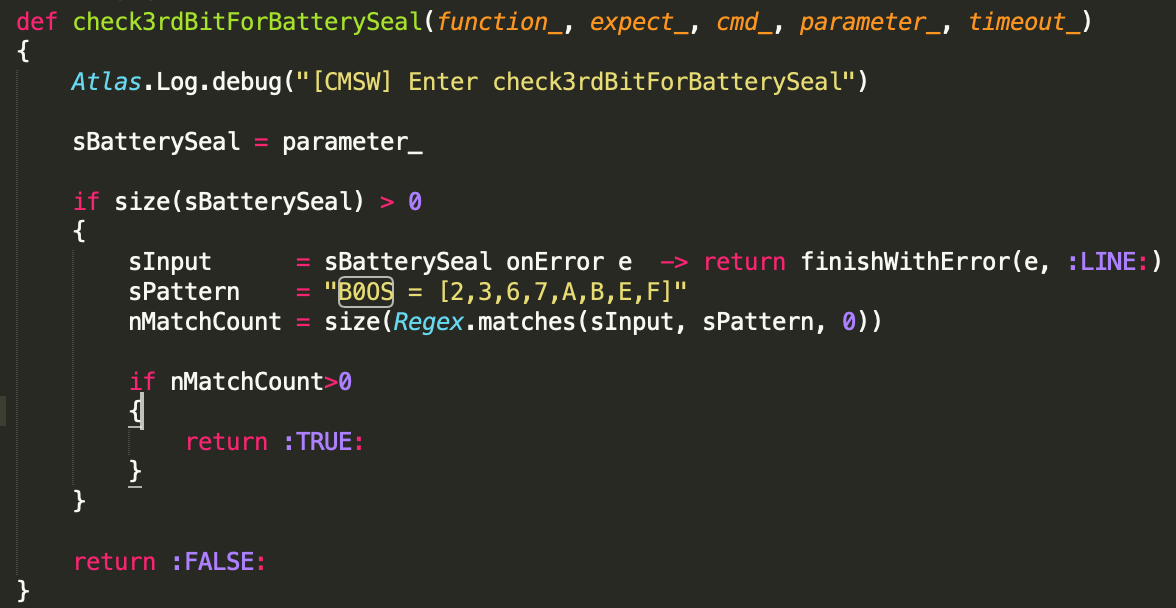 def check3rdBitForBatterySeal(function_, expect_, cmd_, parameter_, timeout_)
{
Atlas.Log.debug("[CMSW] Enter check3rdBitForBatterySeal")
sBatterySeal = parameter_
if size(sBatterySeal) > 0
{
sInput = sBatterySeal onError e -> return finishWithError(e, :LINE:)
sPattern = "B0OS = [2,3,6,7,A,B,E,F]"
nMatchCount = size(Regex.matches(sInput, sPattern, 0))
if nMatchCount>0
{
return :TRUE:
}
}
return :FALSE:
}